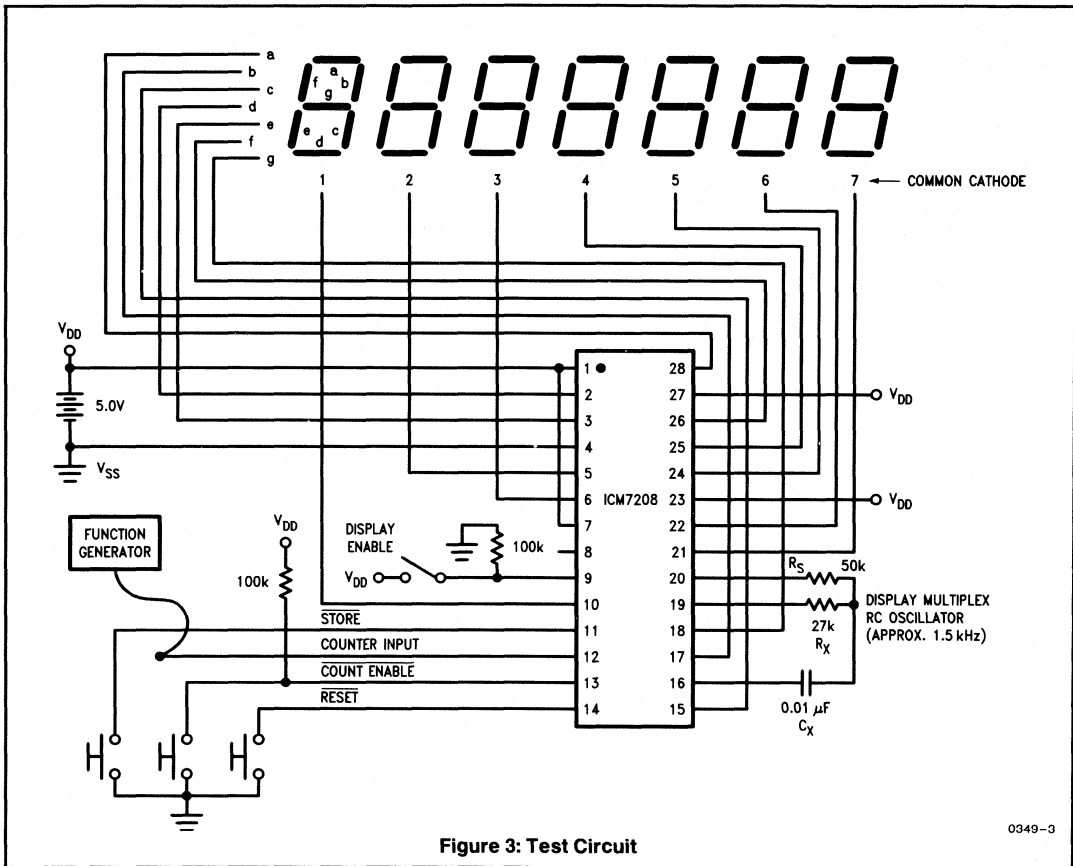 a
b
c
d
e
f
g
a
f b
g
e c
d
1 2 3 4 5 6 7 ← COMMON CATHODE
V_DD
5.0V
V_SS
1 28
2 27 V_DD
3 26
4 25
5 24
6 ICM7208 23 V_DD
7 22
8 21
9 20
10 19
11 18
12 17
13 16
14 15
FUNCTION
GENERATOR
V_DD
100k
DISPLAY
ENABLE
V_DD
100k
STORE
COUNTER INPUT
COUNT ENABLE
RESET
R_S 50k
27k
R_X
DISPLAY MULTIPLEX
RC OSCILLATOR
(APPROX. 1.5 kHz)
0.01 μF
C_X
0349-3
Figure 3: Test Circuit